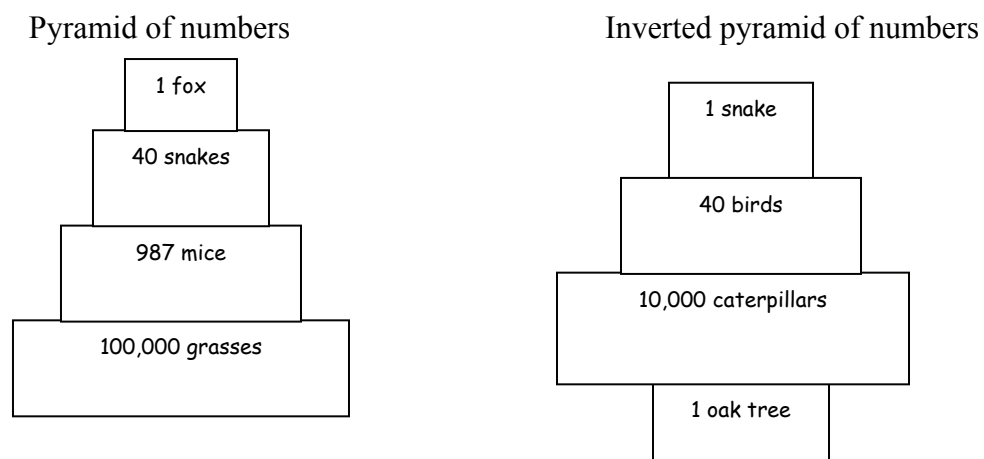 Pyramid of numbers
1 fox
40 snakes
987 mice
100,000 grasses
Inverted pyramid of numbers
1 snake
40 birds
10,000 caterpillars
1 oak tree